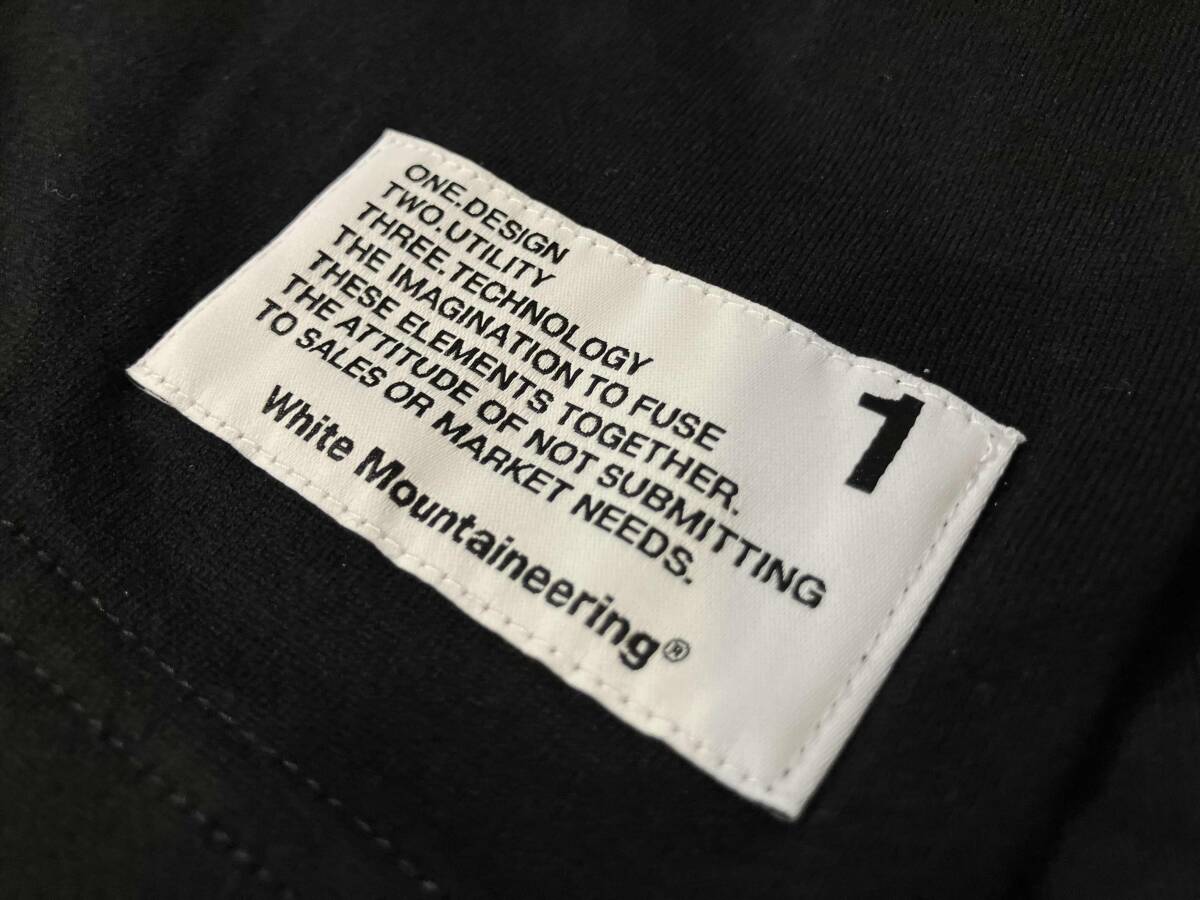 ONE.DESIGN
TWO.UTILITY
THREE.TECHNOLOGY
THE IMAGINATION TO FUSE
THESE ELEMENTS TOGETHER.
THE ATTITUDE OF NOT SUBMITTING
TO SALES OR MARKET NEEDS.
White Mountaineering®
1